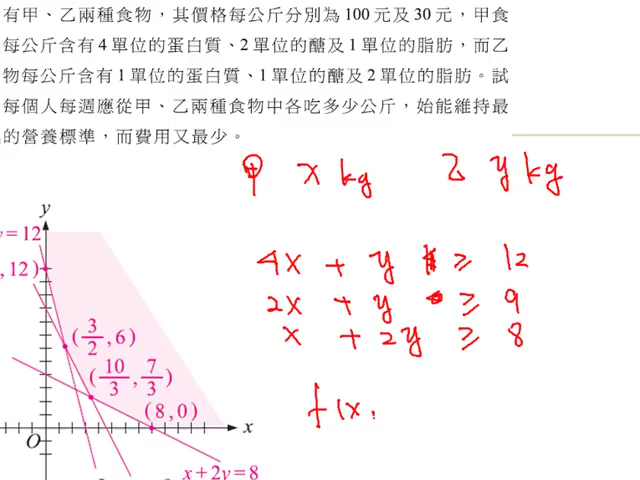 有甲、乙兩種食物，其價格每公斤分別為100元及30元，甲食
每公斤含有4單位的蛋白質、2單位的醣及1單位的脂肪，而乙
物每公斤含有1單位的蛋白質、1單位的醣及2單位的脂肪。試
每個人每週應從甲、乙兩種食物中各吃多少公斤，始能維持最
的營養標準，而費用又最少。
甲 x kg 乙 y kg
4x + y ≥ 12
2x + y ≥ 9
x + 2y ≥ 8
f(x,
y
y=12
, 12)
(3/2, 6)
(10/3, 7/3)
(8, 0)
x
O
x+2y=8